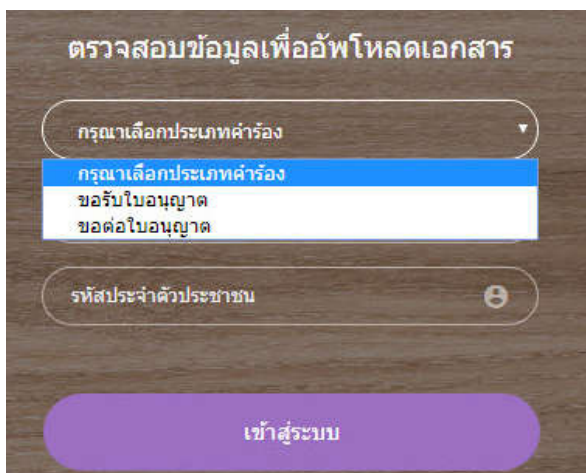 ตรวจสอบข้อมูลเพื่ออัพโหลดเอกสาร
กรุณาเลือกประเภทคำร้อง
กรุณาเลือกประเภทคำร้อง
ขอรับใบอนุญาต
ขอต่อใบอนุญาต
รหัสประจำตัวประชาชน
เข้าสู่ระบบ